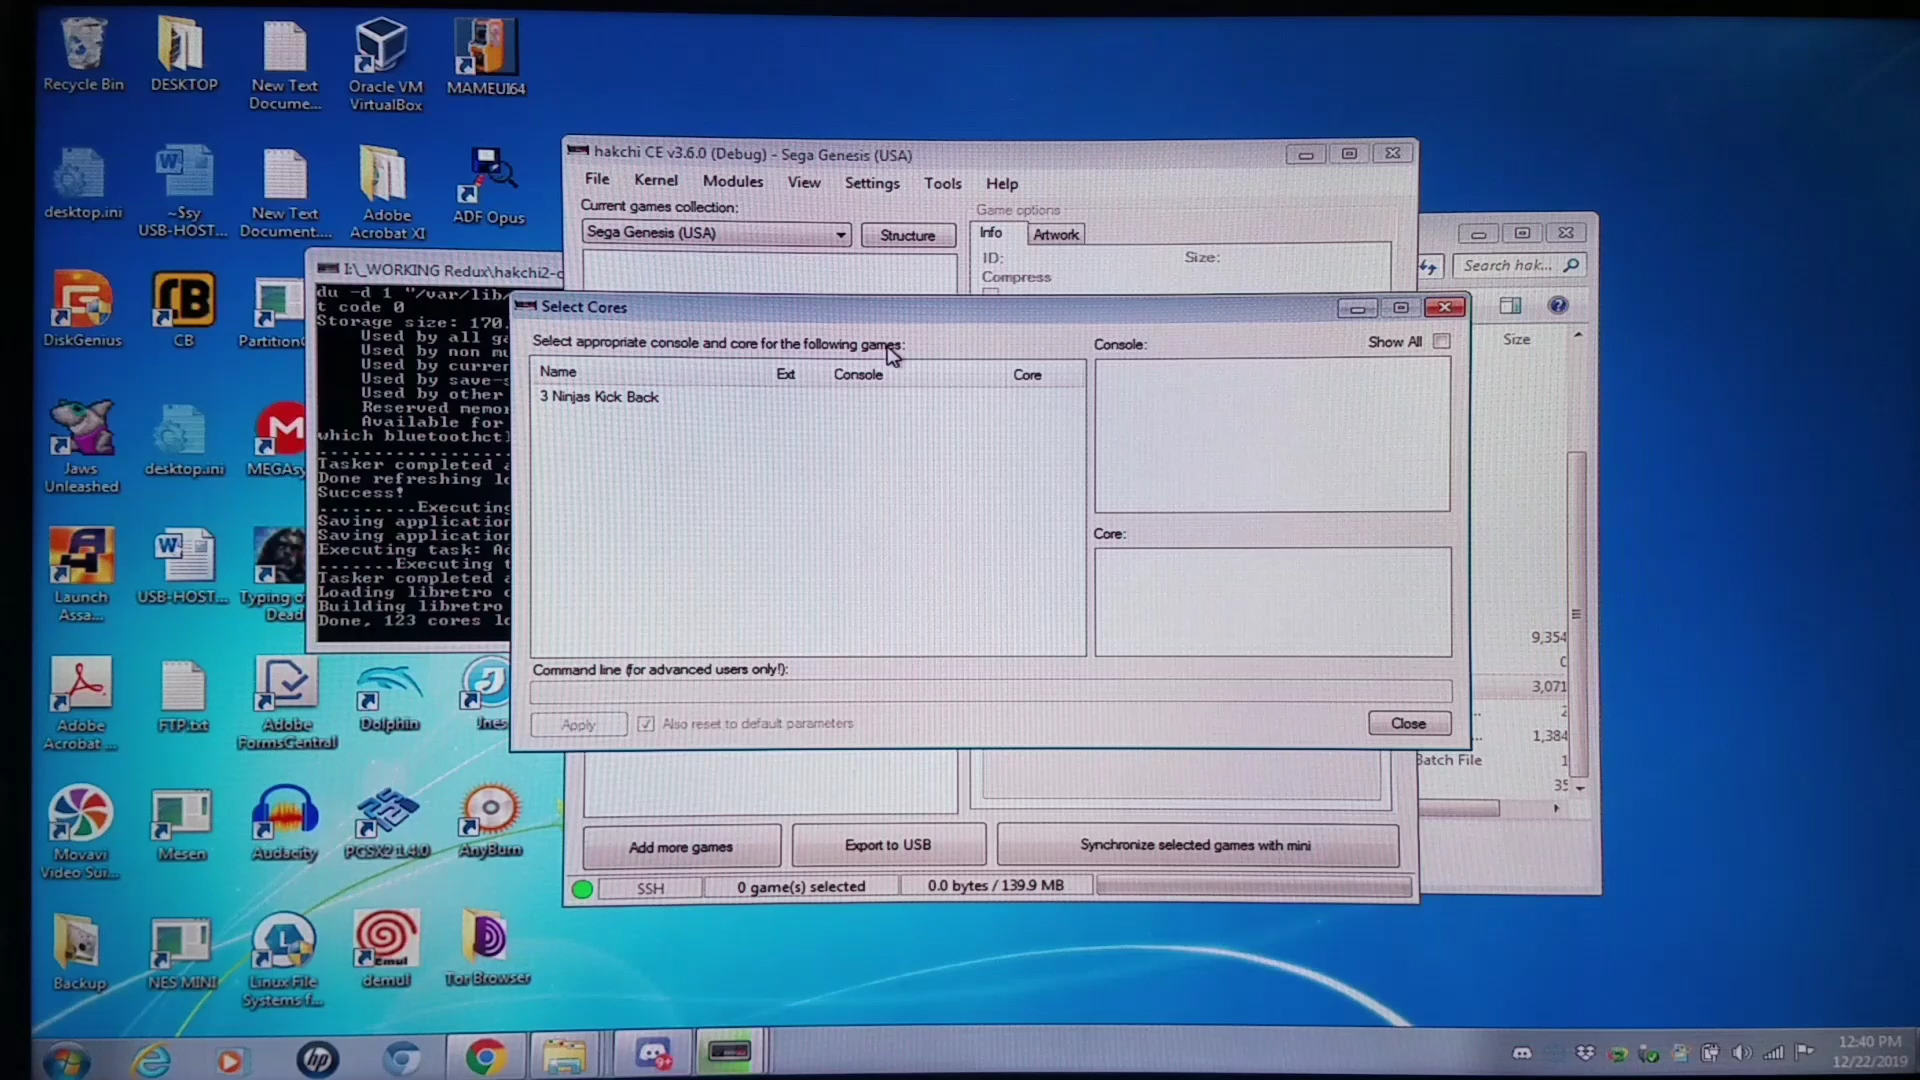 Recycle Bin
DESKTOP
New Text
Docume...
Oracle VM
VirtualBox
MAMEUI64
desktop.ini
~$sy
USB-HOST...
New Text
Document....
Adobe
Acrobat XI
ADF Opus
DiskGenius
CB
Jaws
Unleashed
desktop.ini
Launch
Assa...
USB-HOST...
Adobe
Acrobat ...
FTP.txt
Adobe
FormsCentral
Dolphin
Movavi
Video Sui...
Mesen
Audacity
PCSX2 1.4.0
AnyBurn
Backup
NES MINI
Linux File
Systems f...
demul
Tor Browser
I:\_WORKING Redux\hakchi2-c
du -d 1 "/var/lib/
t code 0
Storage size: 170.
Used by all ga
Used by non mu
Used by curren
Used by save-s
Used by other
Reserved memor
Available for
which bluetoothctl
Tasker completed a
Done refreshing lo
Success!
.........Executing
Saving application
Saving application
Executing task: Ad
.......Executing t
Tasker completed a
Loading libretro c
Building libretro
Done, 123 cores lo
hakchi CE v3.6.0 (Debug) - Sega Genesis (USA)
File Kernel Modules View Settings Tools Help
Current games collection:
Sega Genesis (USA)
Structure
Game options
Info
Artwork
ID:
Size:
Compress
Select Cores
Select appropriate console and core for the following games:
Name Ext Console Core
3 Ninjas Kick Back
Console:
Show All
Core:
Command line (for advanced users only!):
Apply
Also reset to default parameters
Close
Add more games
Export to USB
Synchronize selected games with mini
SSH
0 game(s) selected
0.0 bytes / 139.9 MB
Search hak...
Size
9,354
3,071
1,384
Batch File
12:40 PM
12/22/2019